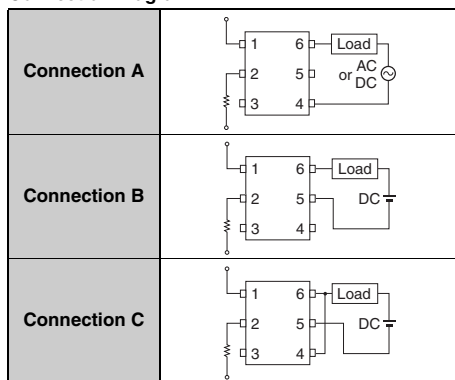 Connection A
1 6 Load
2 5 or AC DC
3 4
Connection B
1 6 Load
2 5 DC
3 4
Connection C
1 6 Load
2 5 DC
3 4